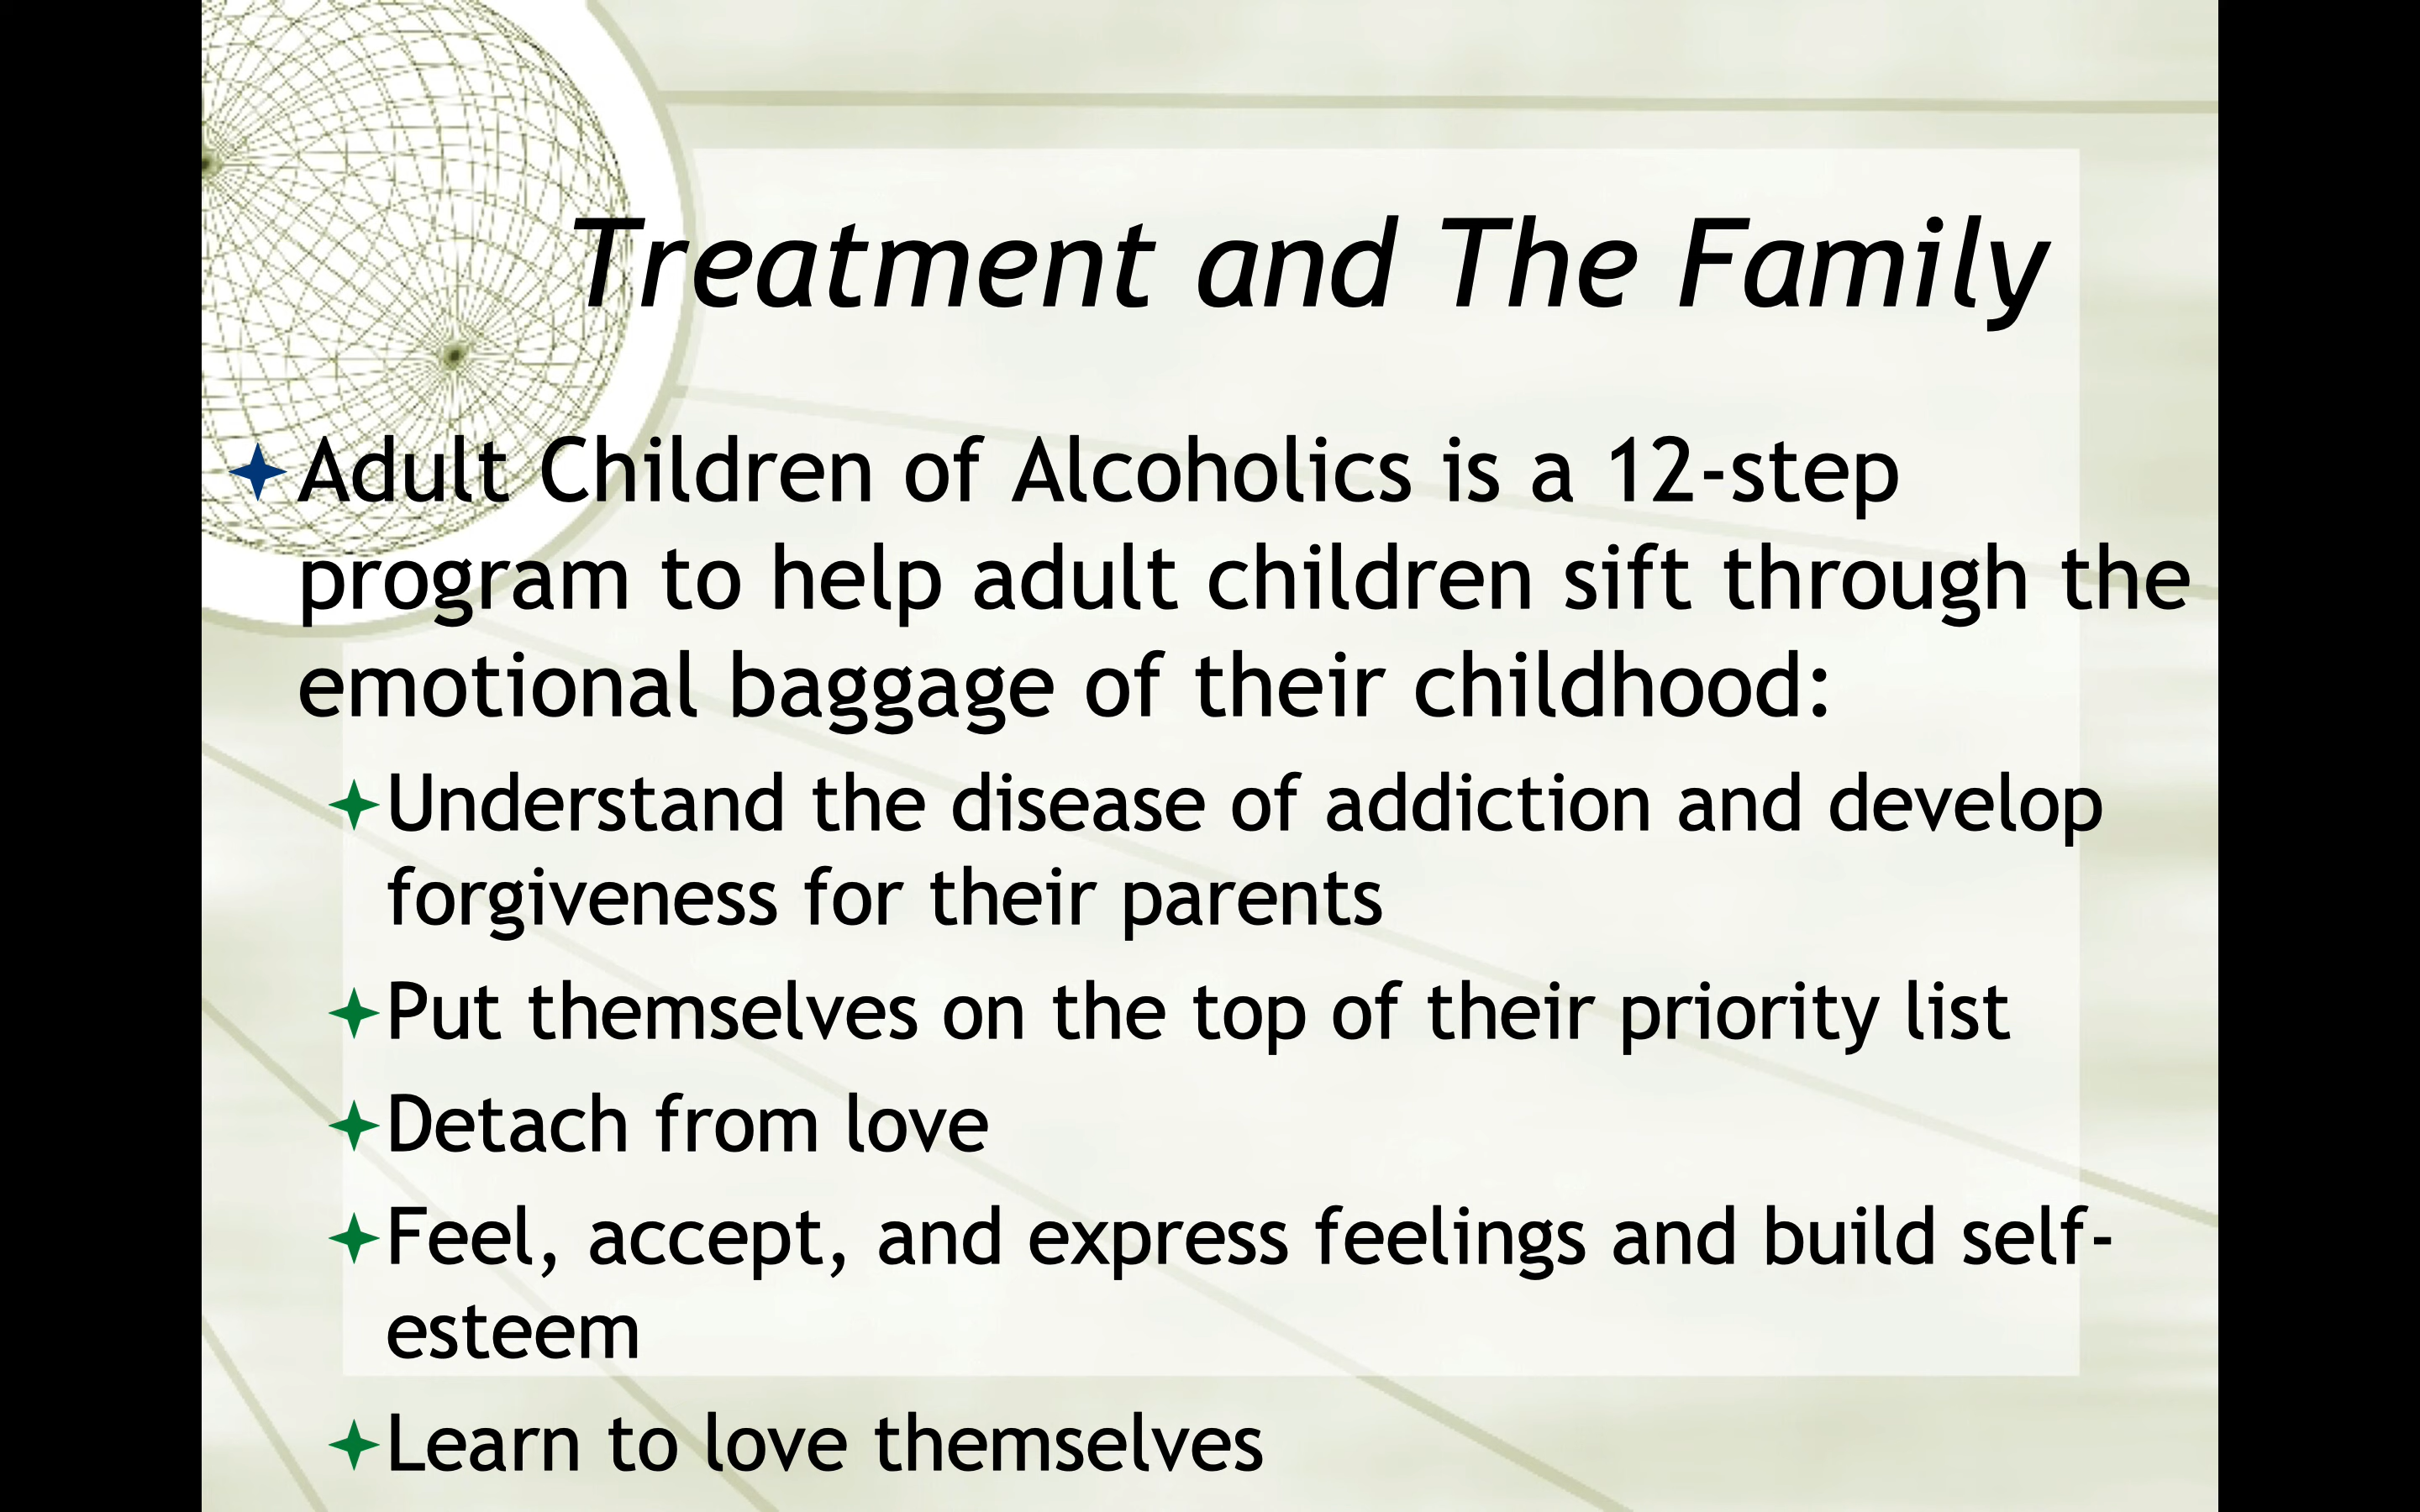 Treatment and The Family
Adult Children of Alcoholics is a 12-step
program to help adult children sift through the
emotional baggage of their childhood:
Understand the disease of addiction and develop
forgiveness for their parents
Put themselves on the top of their priority list
Detach from love
Feel, accept, and express feelings and build self-
esteem
Learn to love themselves